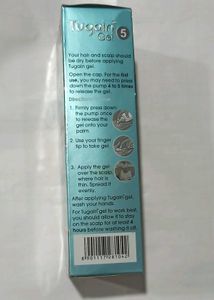 Tugain®
Gel 5
Your hair and scalp should
be dry before applying
Tugain gel.
Open the cap. For the first
use, you may need to press
down the pump 4 to 5 times
to release the gel.
Directions
1. Firmly press down
the pump once
to release the
gel onto your
palm
2. Use your finger
tip to take gel
3. Apply the gel
over the scalp
where hair is
thin. Spread it
evenly.
After applying Tugain® gel,
wash your hands.
For Tugain® gel to work best,
you should allow it to stay
on the scalp for at least 4
hours before washing it off.
8 901117 281042